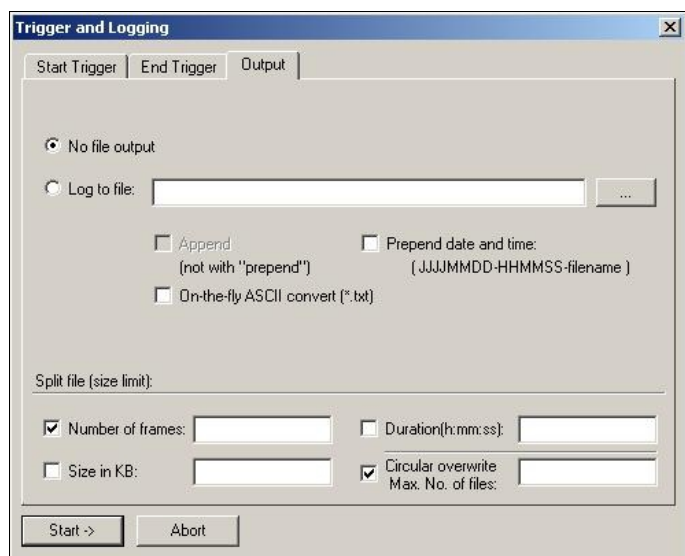 Trigger and Logging
Start Trigger End Trigger Output
No file output
Log to file: ...
Append Prepend date and time:
(not with "prepend") ( JJJJMMDD-HHMMSS-filename )
On-the-fly ASCII convert (*.txt)
Split file (size limit):
Number of frames: Duration(h:mm:ss):
Size in KB: Circular overwrite
Max. No. of files:
Start -> Abort